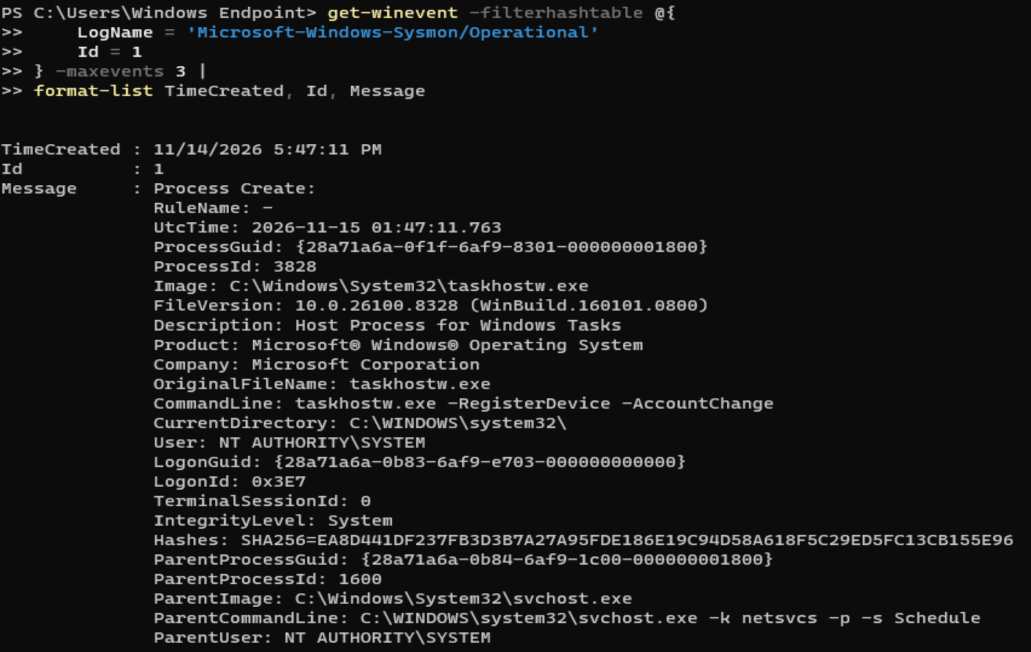 PS C:\Users\Windows Endpoint> get-winevent -filterhashtable @{
>>     LogName = 'Microsoft-Windows-Sysmon/Operational'
>>     Id = 1
>> } -maxevents 3 |
>> format-list TimeCreated, Id, Message
TimeCreated : 11/14/2026 5:47:11 PM
Id          : 1
Message     : Process Create:
              RuleName: -
              UtcTime: 2026-11-15 01:47:11.763
              ProcessGuid: {28a71a6a-0f1f-6af9-8301-000000001800}
              ProcessId: 3828
              Image: C:\Windows\System32\taskhostw.exe
              FileVersion: 10.0.26100.8328 (WinBuild.160101.0800)
              Description: Host Process for Windows Tasks
              Product: Microsoft® Windows® Operating System
              Company: Microsoft Corporation
              OriginalFileName: taskhostw.exe
              CommandLine: taskhostw.exe -RegisterDevice -AccountChange
              CurrentDirectory: C:\WINDOWS\system32\
              User: NT AUTHORITY\SYSTEM
              LogonGuid: {28a71a6a-0b83-6af9-e703-000000000000}
              LogonId: 0x3E7
              TerminalSessionId: 0
              IntegrityLevel: System
              Hashes: SHA256=EA8D441DF237FB3D3B7A27A95FDE186E19C94D58A618F5C29ED5FC13CB155E96
              ParentProcessGuid: {28a71a6a-0b84-6af9-1c00-000000001800}
              ParentProcessId: 1600
              ParentImage: C:\Windows\System32\svchost.exe
              ParentCommandLine: C:\WINDOWS\system32\svchost.exe -k netsvcs -p -s Schedule
              ParentUser: NT AUTHORITY\SYSTEM